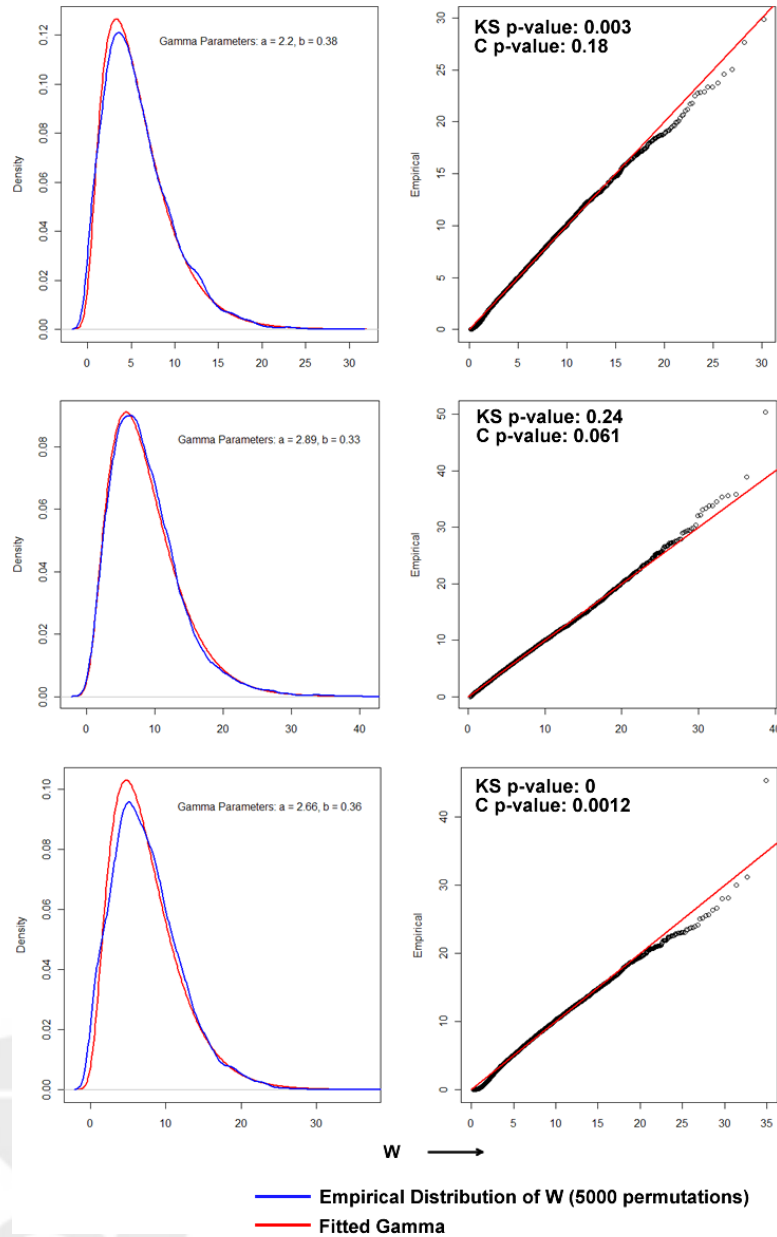 Gamma Parameters: a = 2.2, b = 0.38
Density
0.00 0.02 0.04 0.06 0.08 0.10 0.12
0 5 10 15 20 25 30
KS p-value: 0.003
C p-value: 0.18
Empirical
0 5 10 15 20 25 30
0 5 10 15 20 25 30
Gamma Parameters: a = 2.89, b = 0.33
Density
0.00 0.02 0.04 0.06 0.08
0 10 20 30 40
KS p-value: 0.24
C p-value: 0.061
Empirical
0 10 20 30 40 50
0 10 20 30 40
Gamma Parameters: a = 2.66, b = 0.36
Density
0.00 0.02 0.04 0.06 0.08 0.10
0 10 20 30
KS p-value: 0
C p-value: 0.0012
Empirical
0 10 20 30 40
0 5 10 15 20 25 30 35
W
Empirical Distribution of W (5000 permutations)
Fitted Gamma